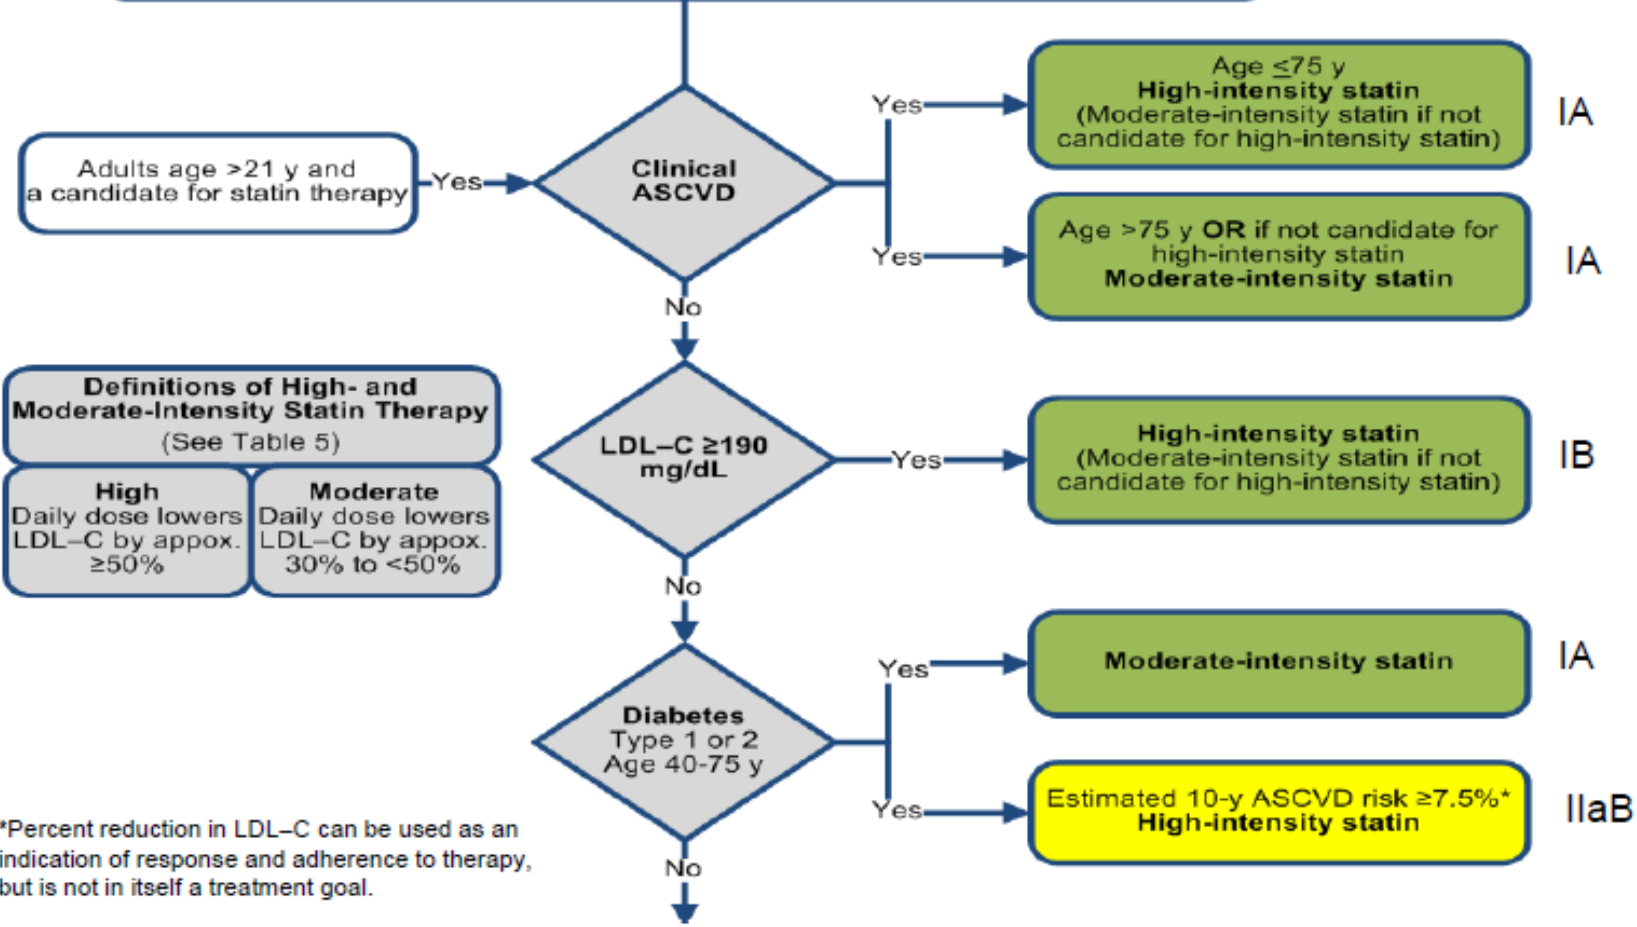 Age ≤75 y
High-intensity statin
(Moderate-intensity statin if not
candidate for high-intensity statin)
IA
Yes
Adults age >21 y and
a candidate for statin therapy
Yes
Clinical
ASCVD
Age >75 y OR if not candidate for
high-intensity statin
Moderate-intensity statin
IA
Yes
No
Definitions of High- and
Moderate-Intensity Statin Therapy
(See Table 5)
High
Daily dose lowers
LDL–C by appox.
≥50%
Moderate
Daily dose lowers
LDL–C by appox.
30% to <50%
LDL–C ≥190
mg/dL
Yes
High-intensity statin
(Moderate-intensity statin if not
candidate for high-intensity statin)
IB
No
Diabetes
Type 1 or 2
Age 40-75 y
Yes
Moderate-intensity statin
IA
Yes
Estimated 10-y ASCVD risk ≥7.5%*
High-intensity statin
IIaB
No
*Percent reduction in LDL–C can be used as an
indication of response and adherence to therapy,
but is not in itself a treatment goal.